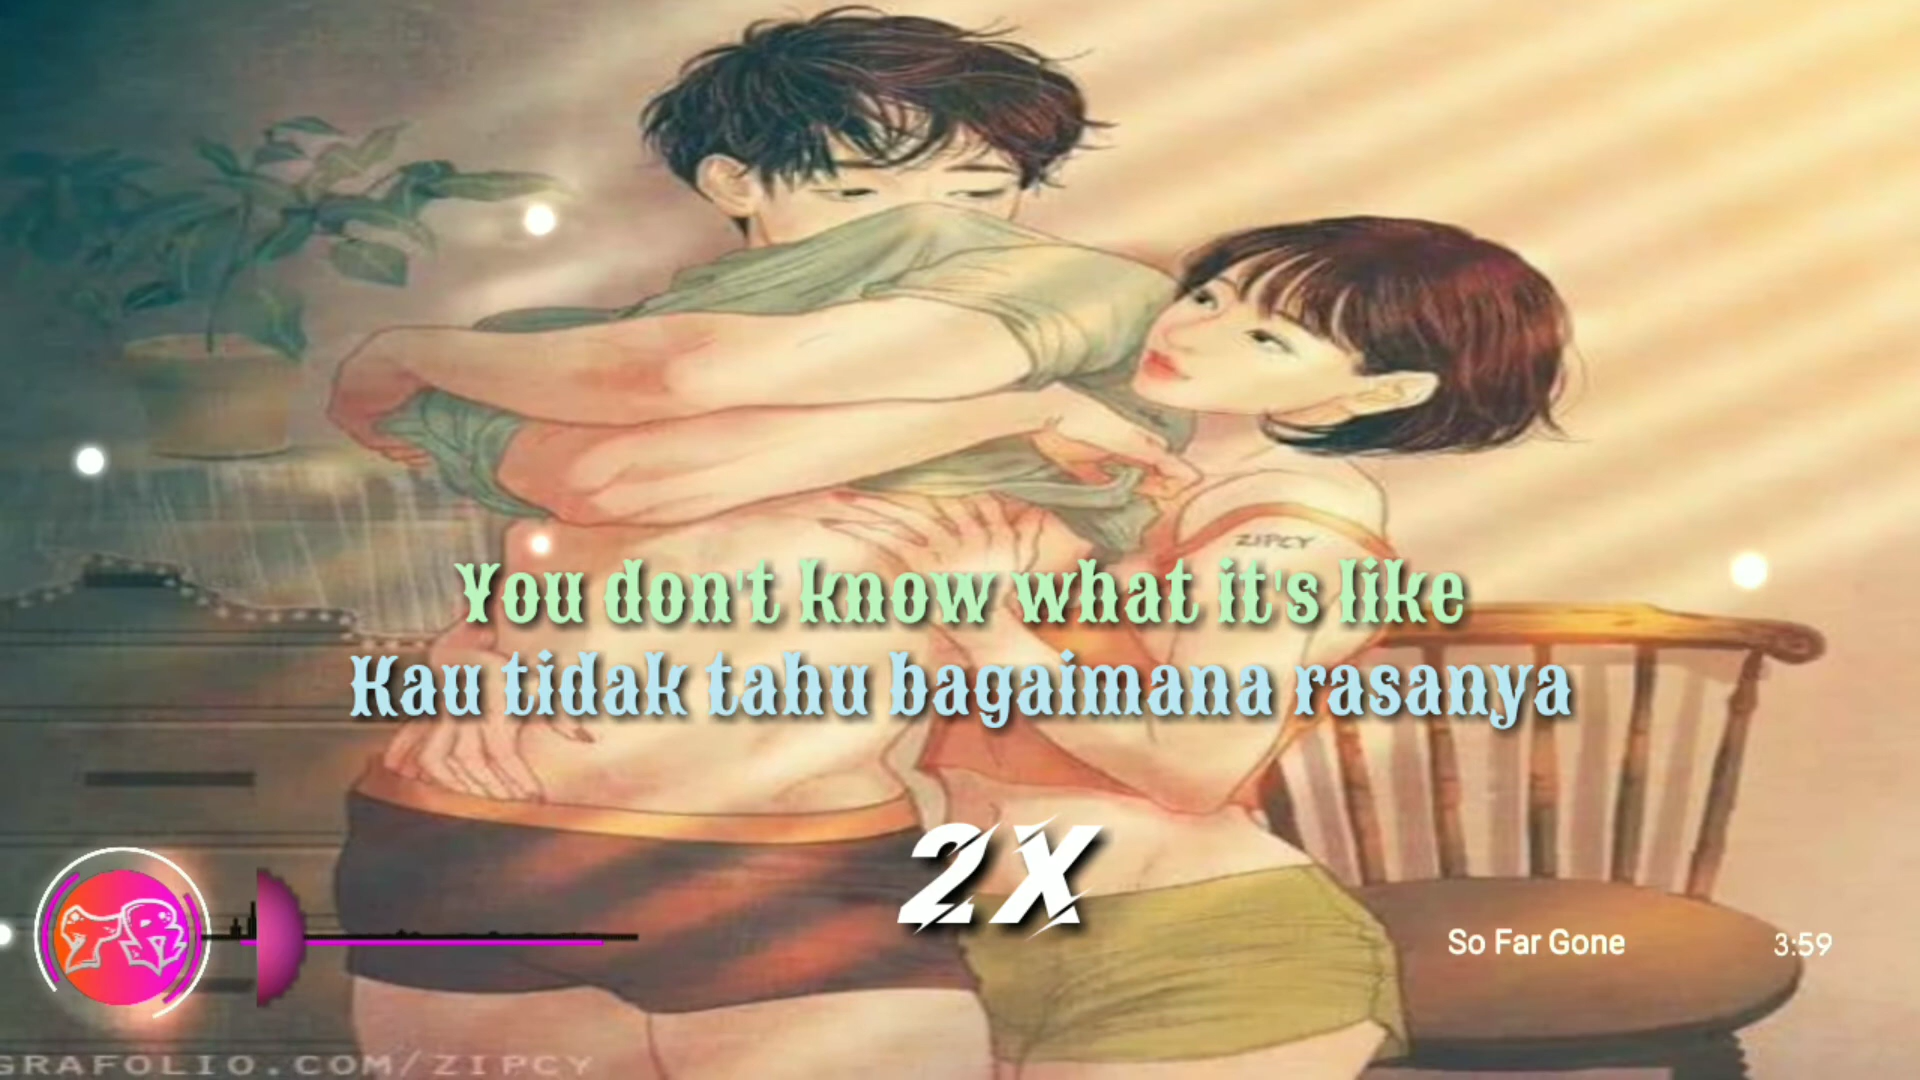 ZIPCY
You don't know what it's like
Kau tidak tahu bagaimana rasanya
2X
YR
So Far Gone
3:59
GRAFOLIO.COM/ZIPCY